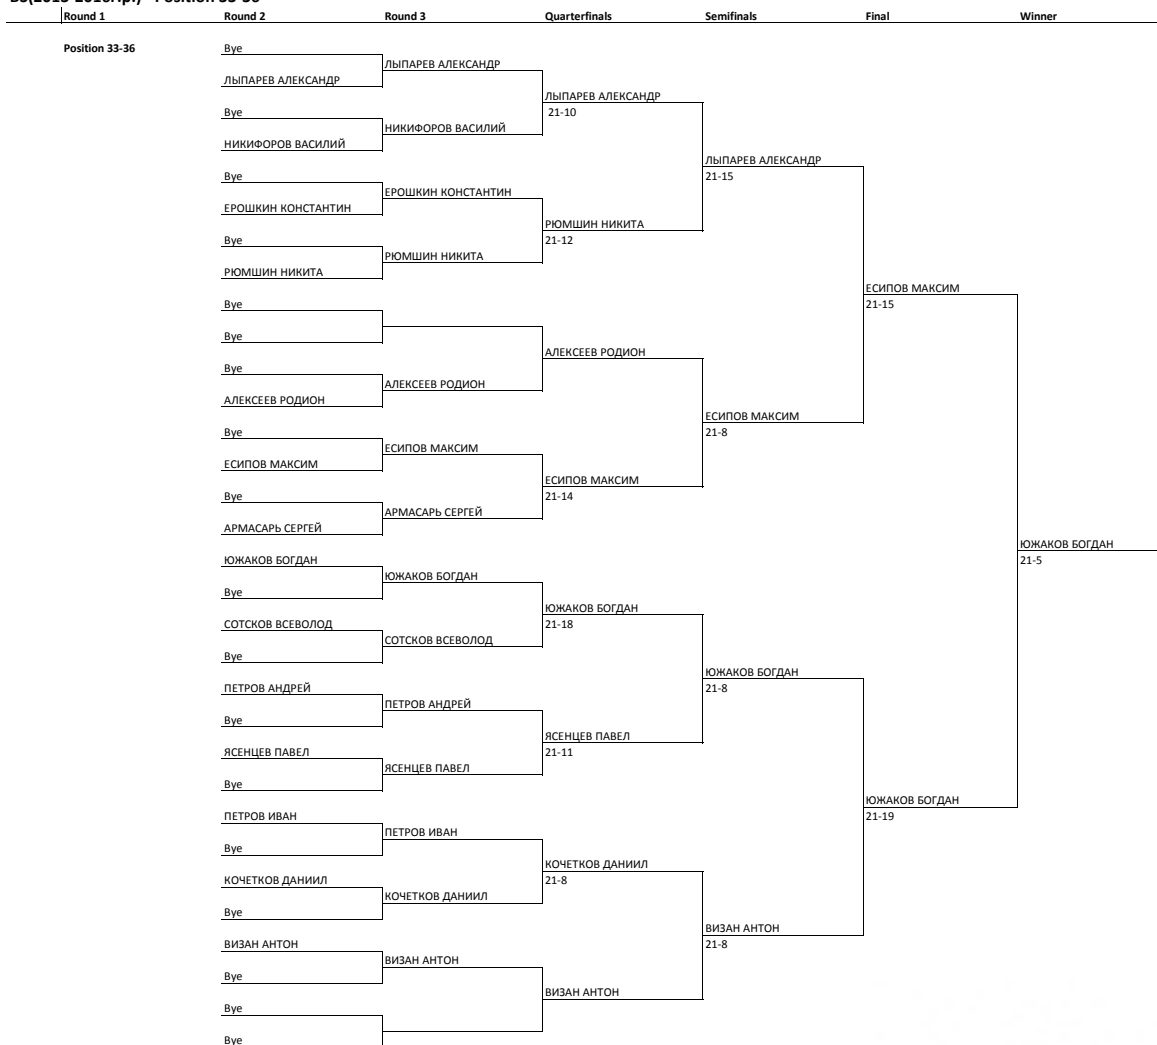 Round 1 Round 2 Round 3 Quarterfinals Semifinals Final Winner
Position 33-36 Bye
ЛЫПАРЕВ АЛЕКСАНДР
ЛЫПАРЕВ АЛЕКСАНДР
ЛЫПАРЕВ АЛЕКСАНДР
Bye 21-10
НИКИФОРОВ ВАСИЛИЙ
НИКИФОРОВ ВАСИЛИЙ
ЛЫПАРЕВ АЛЕКСАНДР
Bye 21-15
ЕРОШКИН КОНСТАНТИН
ЕРОШКИН КОНСТАНТИН
РЮМШИН НИКИТА
Bye 21-12
РЮМШИН НИКИТА
РЮМШИН НИКИТА
ЕСИПОВ МАКСИМ
Bye 21-15
Bye
АЛЕКСЕЕВ РОДИОН
Bye
АЛЕКСЕЕВ РОДИОН
АЛЕКСЕЕВ РОДИОН
ЕСИПОВ МАКСИМ
Bye 21-8
ЕСИПОВ МАКСИМ
ЕСИПОВ МАКСИМ
ЕСИПОВ МАКСИМ
Bye 21-14
АРМАСАРЬ СЕРГЕЙ
АРМАСАРЬ СЕРГЕЙ
ЮЖАКОВ БОГДАН
ЮЖАКОВ БОГДАН 21-5
ЮЖАКОВ БОГДАН
Bye
ЮЖАКОВ БОГДАН
СОТСКОВ ВСЕВОЛОД 21-18
СОТСКОВ ВСЕВОЛОД
Bye
ЮЖАКОВ БОГДАН
ПЕТРОВ АНДРЕЙ 21-8
ПЕТРОВ АНДРЕЙ
Bye
ЯСЕНЦЕВ ПАВЕЛ
ЯСЕНЦЕВ ПАВЕЛ 21-11
ЯСЕНЦЕВ ПАВЕЛ
Bye
ЮЖАКОВ БОГДАН
ПЕТРОВ ИВАН 21-19
ПЕТРОВ ИВАН
Bye
КОЧЕТКОВ ДАНИИЛ
КОЧЕТКОВ ДАНИИЛ 21-8
КОЧЕТКОВ ДАНИИЛ
Bye
ВИЗАН АНТОН
ВИЗАН АНТОН 21-8
ВИЗАН АНТОН
Bye
ВИЗАН АНТОН
Bye
Bye